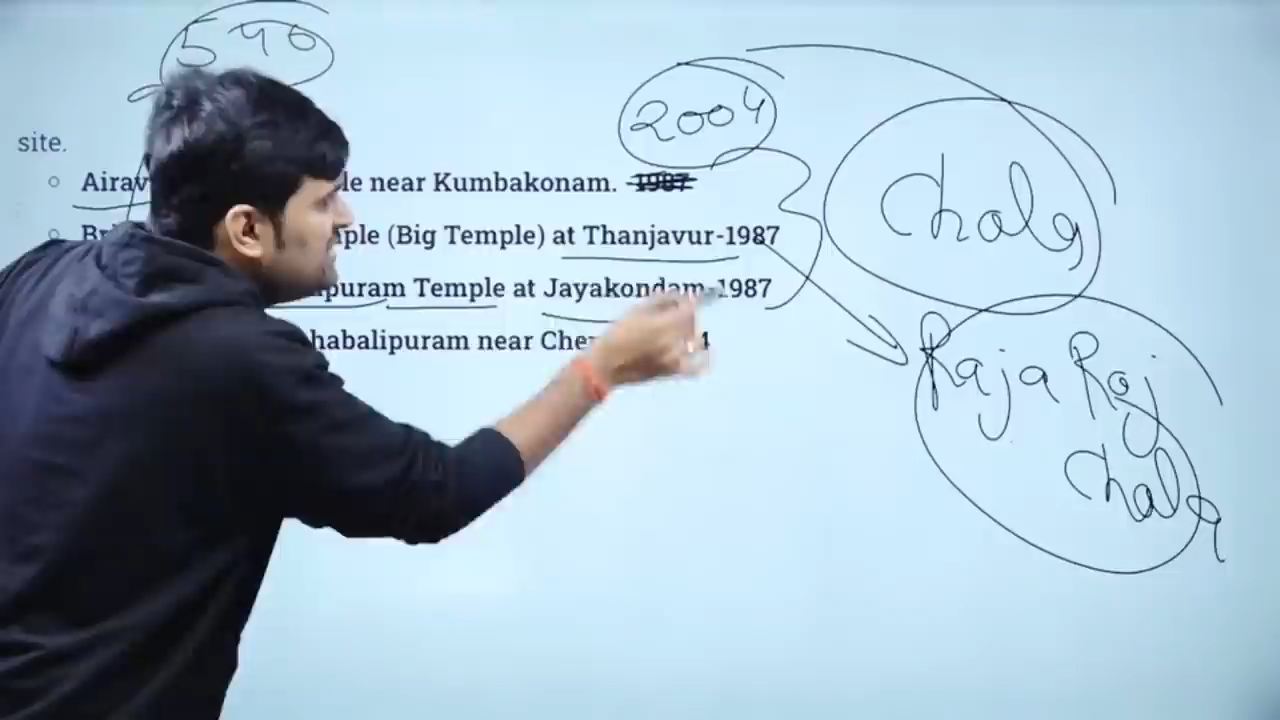 540
2004
site.
Airav le near Kumbakonam. 1987
Br ple (Big Temple) at Thanjavur-1987
puram Temple at Jayakondam-1987
habalipuram near Che 4
Chola
Raja Raj
Chola